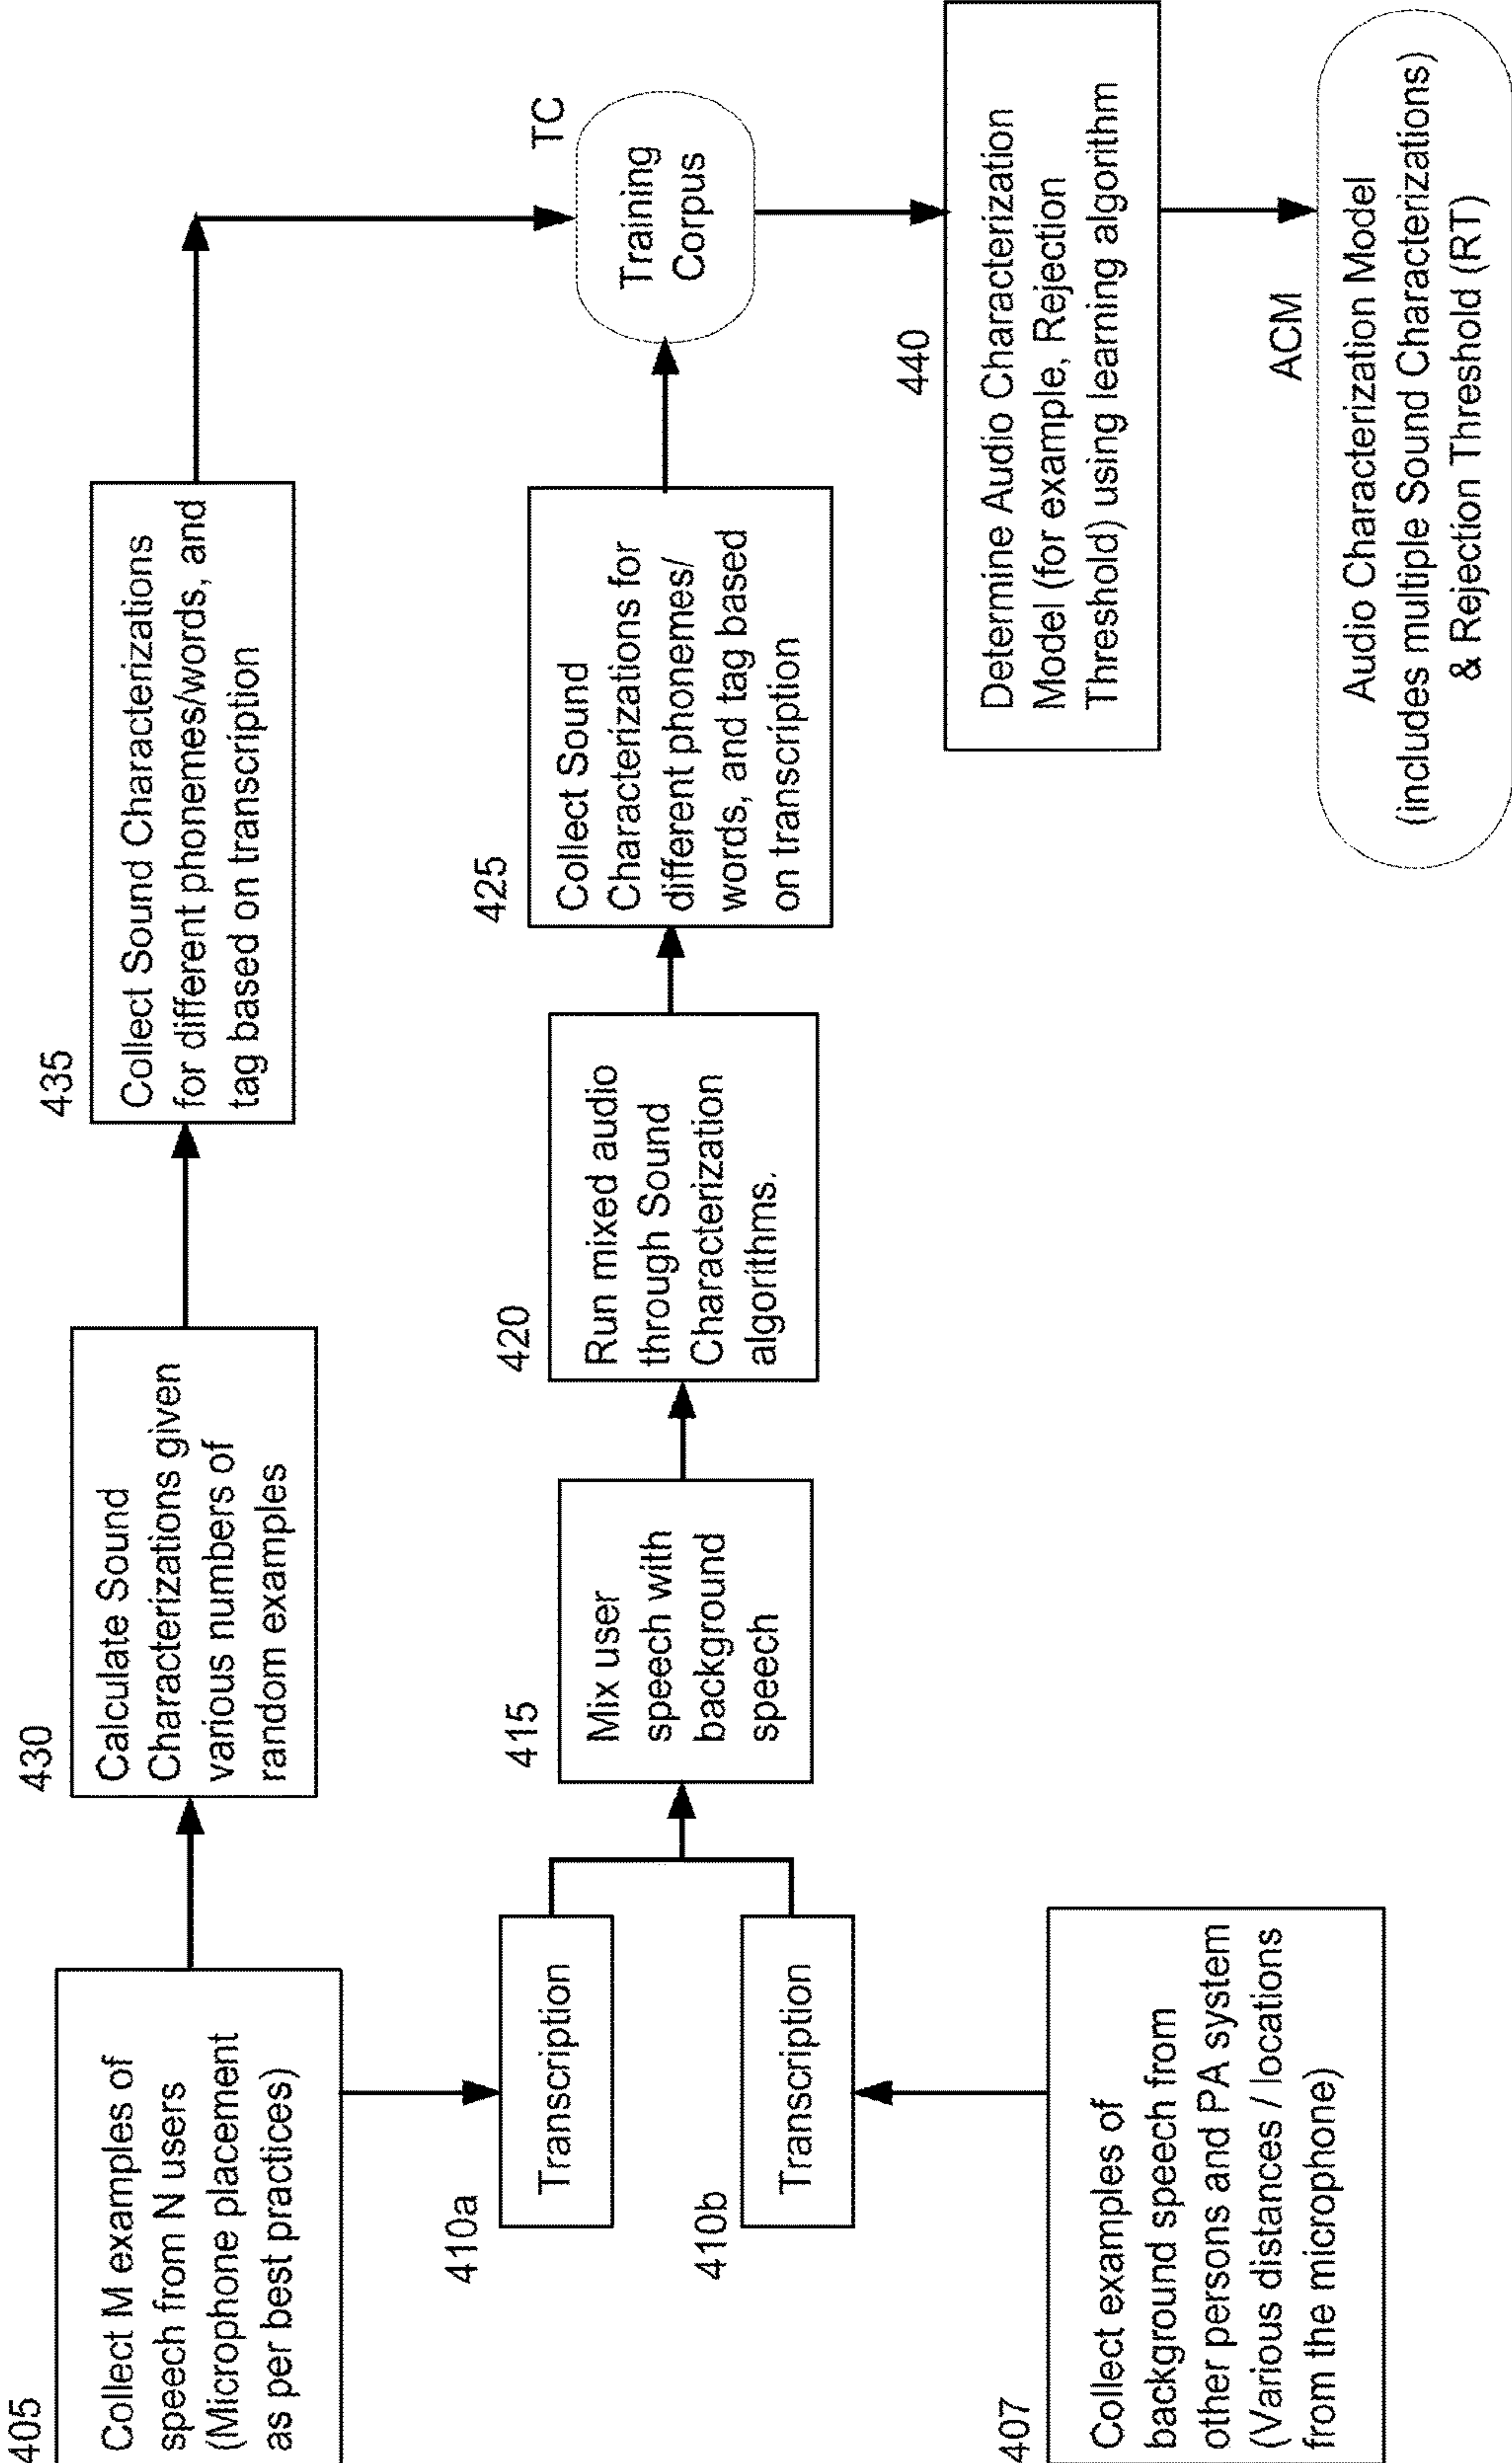 405
Collect M examples of
speech from N users
(Microphone placement
as per best practices)
430
Calculate Sound
Characterizations given
various numbers of
random examples
435
Collect Sound Characterizations
for different phonemes/words, and
tag based on transcription
410a
Transcription
410b
Transcription
415
Mix user
speech with
background
speech
420
Run mixed audio
through Sound
Characterization
algorithms.
425
Collect Sound
Characterizations for
different phonemes/
words, and tag based
on transcription
TC
Training
Corpus
407
Collect examples of
background speech from
other persons and PA system
(Various distances / locations
from the microphone)
440
Determine Audio Characterization
Model (for example, Rejection
Threshold) using learning algorithm
ACM
Audio Characterization Model
(includes multiple Sound Characterizations)
& Rejection Threshold (RT)